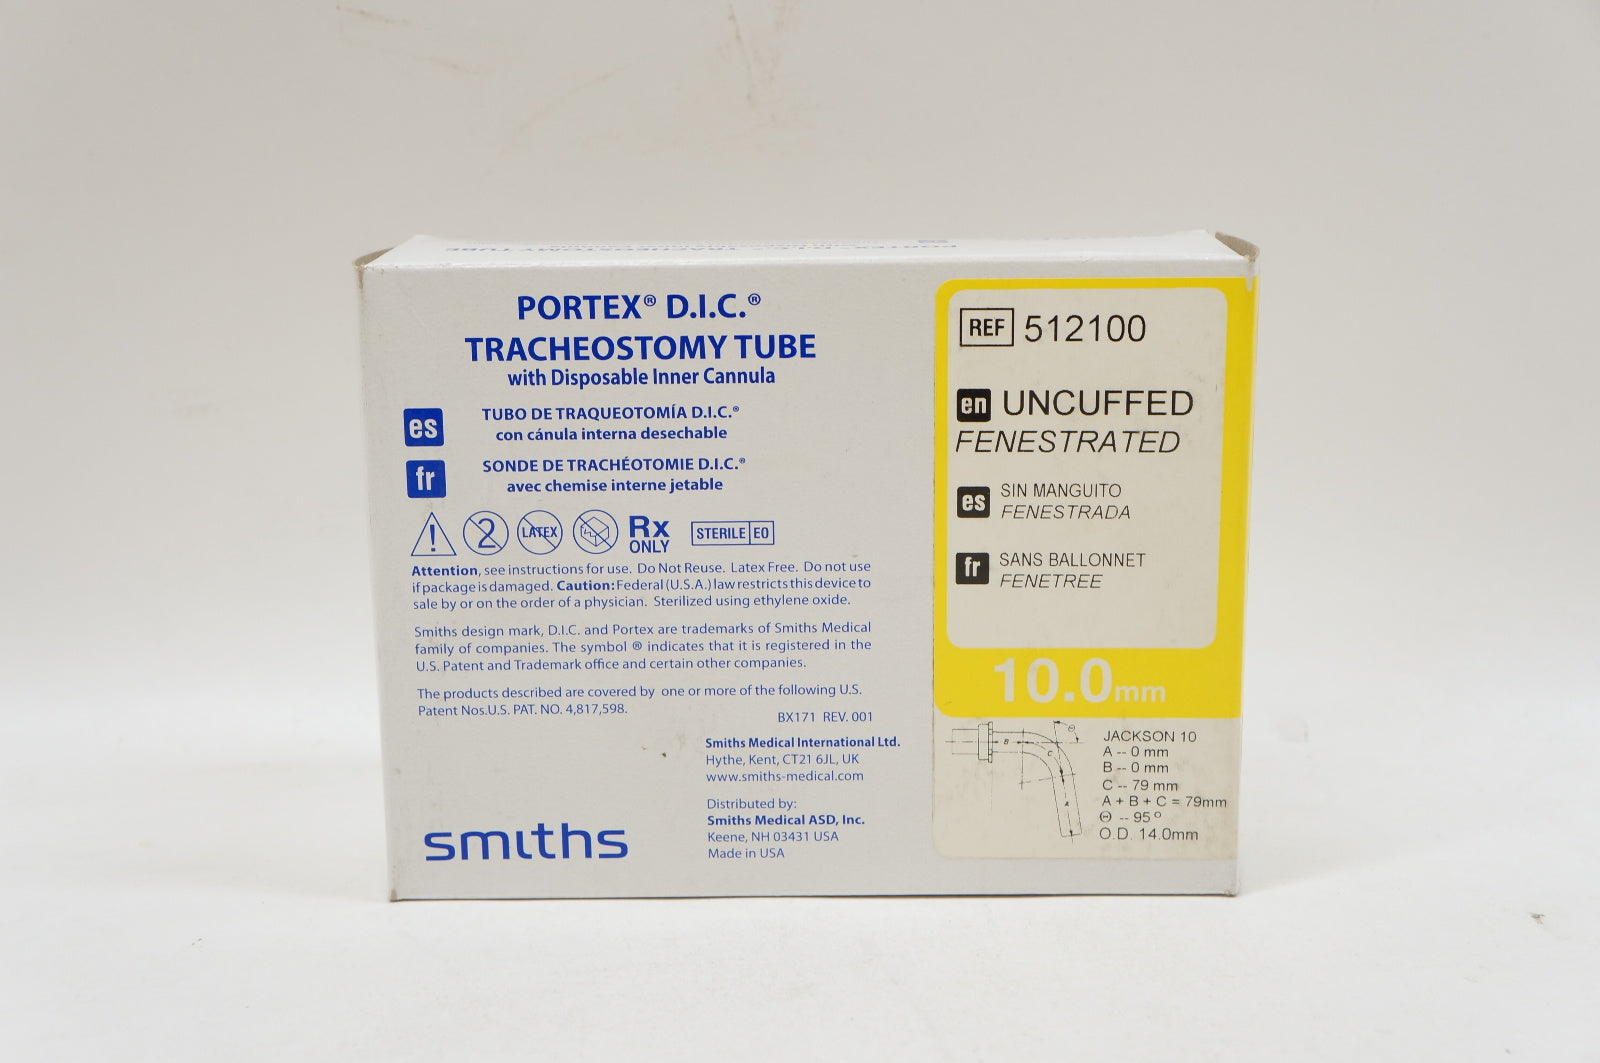 PORTEX® D.I.C.®
TRACHEOSTOMY TUBE
with Disposable Inner Cannula
es
TUBO DE TRAQUEOTOMÍA D.I.C.®
con cánula interna desechable
fr
SONDE DE TRACHÉOTOMIE D.I.C.®
avec chemise interne jetable
! 2 LATEX Rx ONLY STERILE EO
Attention, see instructions for use. Do Not Reuse. Latex Free. Do not use
if package is damaged. Caution: Federal (U.S.A.) law restricts this device to
sale by or on the order of a physician. Sterilized using ethylene oxide.
Smiths design mark, D.I.C. and Portex are trademarks of Smiths Medical
family of companies. The symbol ® indicates that it is registered in the
U.S. Patent and Trademark office and certain other companies.
The products described are covered by one or more of the following U.S.
Patent Nos.U.S. PAT. NO. 4,817,598.
BX171 REV. 001
Smiths Medical International Ltd.
Hythe, Kent, CT21 6JL, UK
www.smiths-medical.com
Distributed by:
Smiths Medical ASD, Inc.
Keene, NH 03431 USA
Made in USA
smiths
REF 512100
en UNCUFFED
FENESTRATED
es SIN MANGUITO
FENESTRADA
fr SANS BALLONNET
FENETREE
10.0mm
B C A Θ
JACKSON 10
A -- 0 mm
B -- 0 mm
C -- 79 mm
A + B + C = 79mm
Θ -- 95°
O.D. 14.0mm